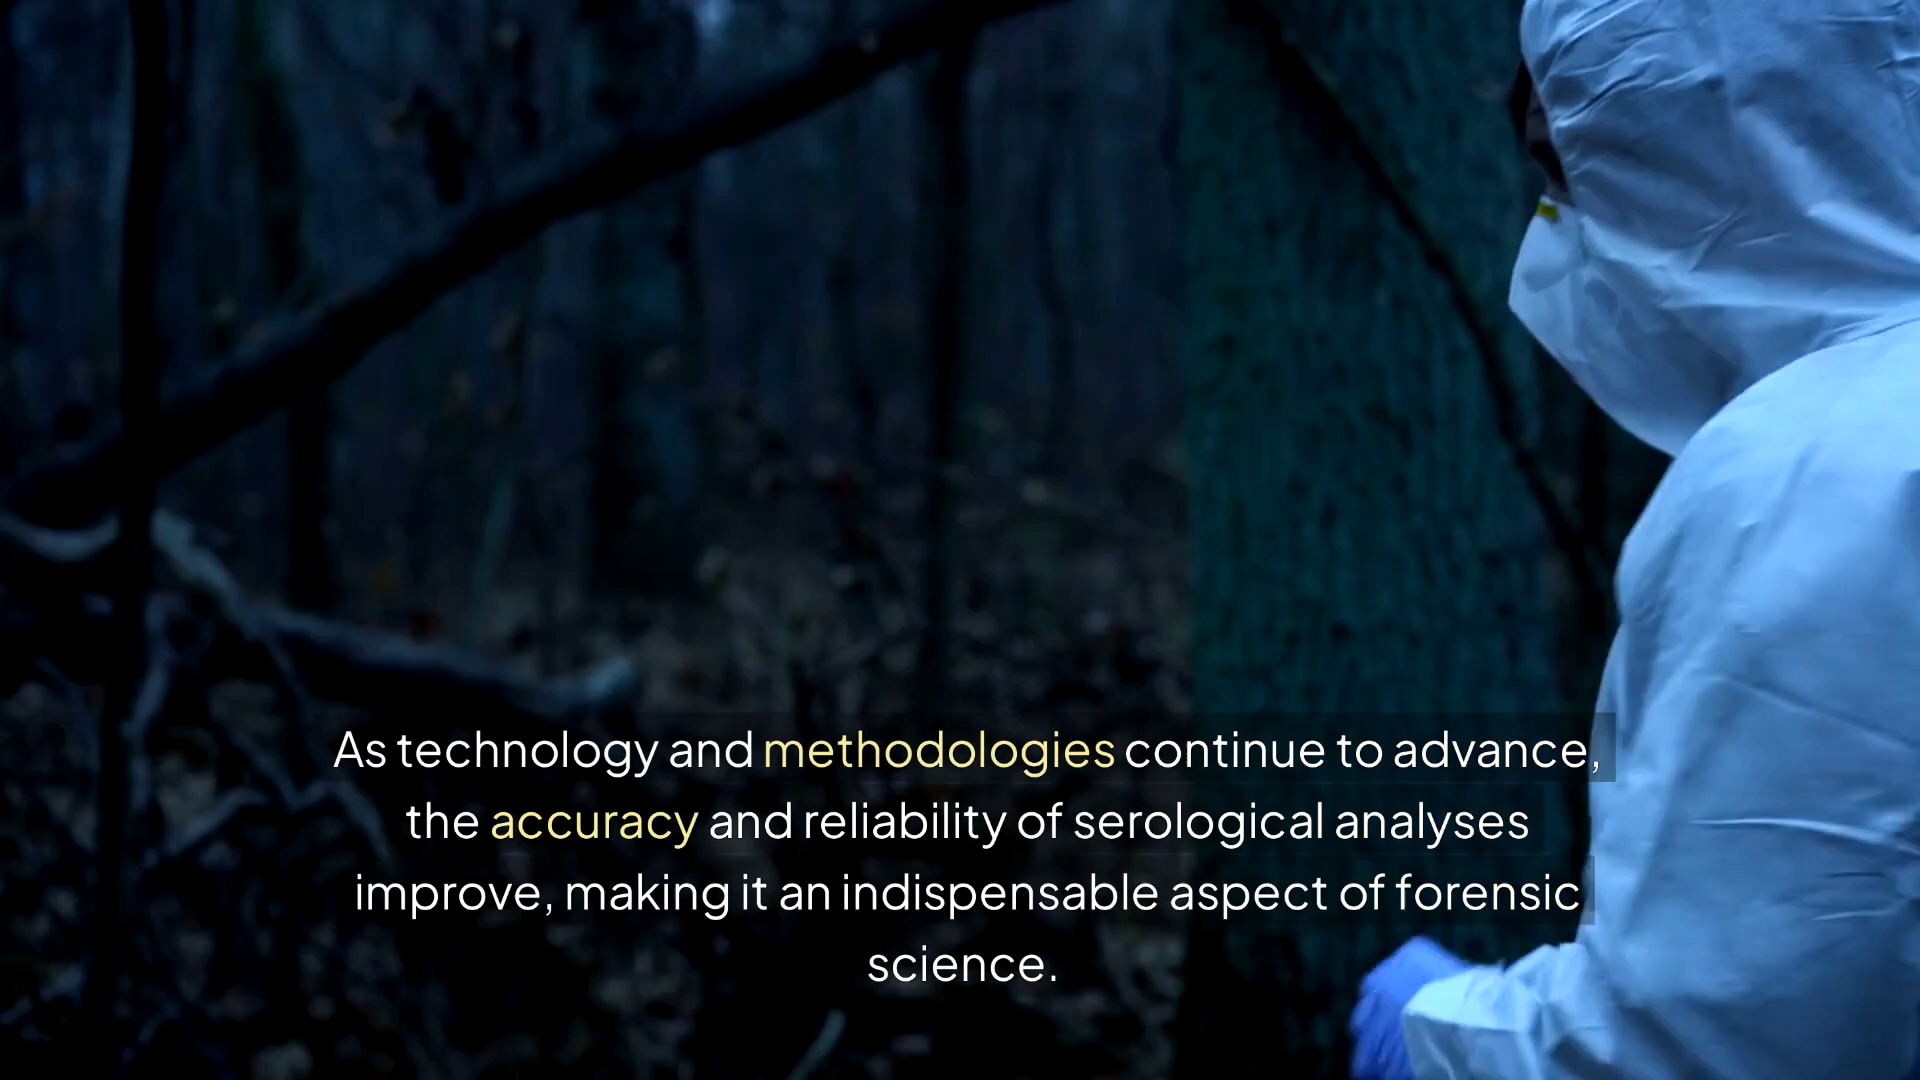 As technology and methodologies continue to advance,
the accuracy and reliability of serological analyses
improve, making it an indispensable aspect of forensic
science.